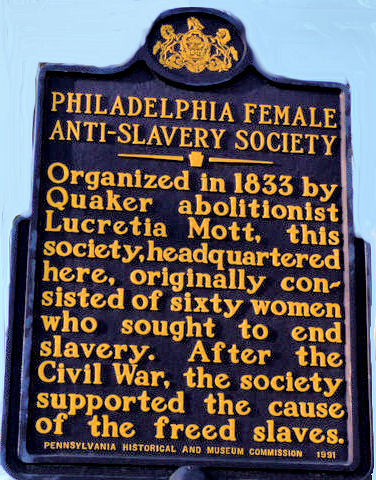 PHILADELPHIA FEMALE
ANTI-SLAVERY SOCIETY
Organized in 1833 by
Quaker abolitionist
Lucretia Mott, this
society, headquartered
here, originally con-
sisted of sixty women
who sought to end
slavery. After the
Civil War, the society
supported the cause
of the freed slaves.
PENNSYLVANIA HISTORICAL AND MUSEUM COMMISSION 1991